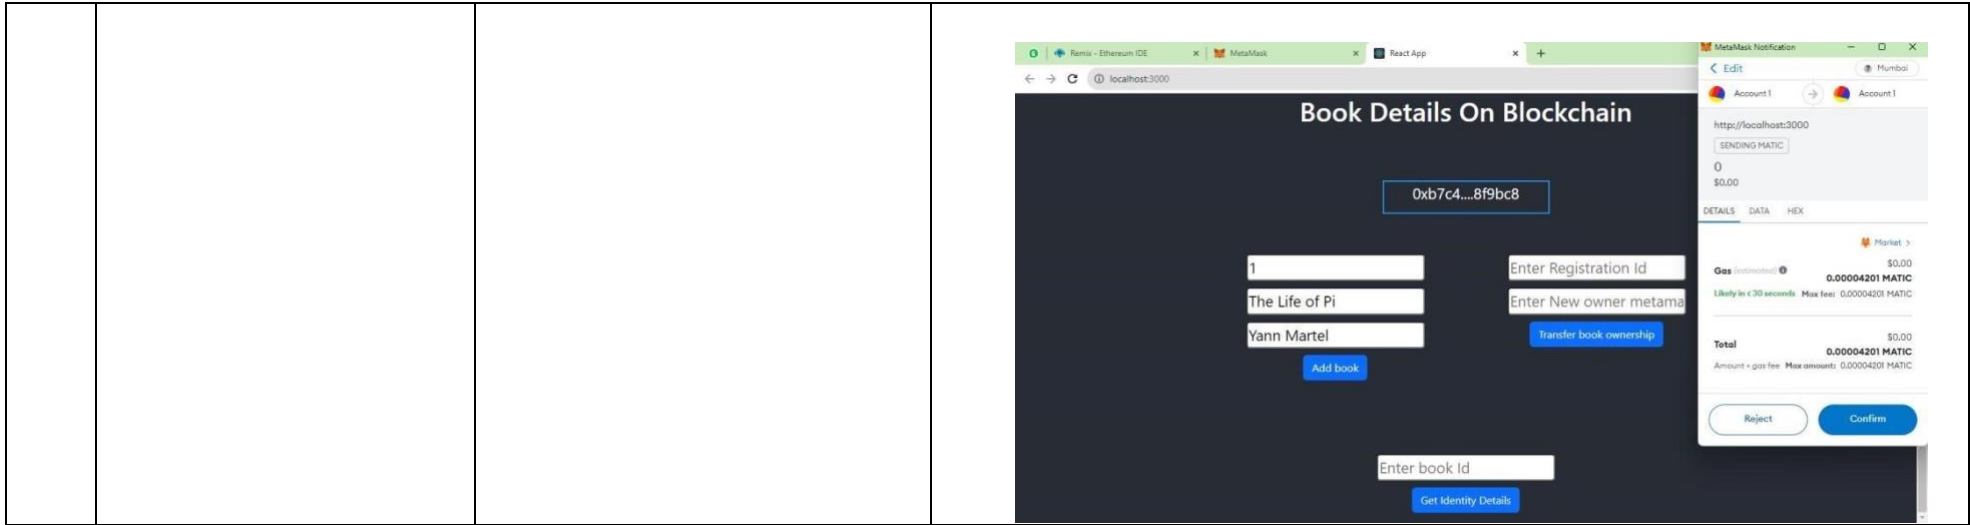 Remix - Ethereum IDE
MetaMask
React App
localhost:3000
Book Details On Blockchain
0xb7c4....8f9bc8
1
The Life of Pi
Yann Martel
Add book
Enter Registration Id
Enter New owner metama
Transfer book ownership
Enter book Id
Get Identity Details
MetaMask Notification
< Edit
Mumbai
Account 1
Account 1
http://localhost:3000
SENDING MATIC
0
$0.00
DETAILS DATA HEX
Market >
$0.00
Gas (estimated) 0.00004201 MATIC
Likely in < 30 seconds Max fee: 0.00004201 MATIC
$0.00
Total 0.00004201 MATIC
Amount + gas fee Max amount: 0.00004201 MATIC
Reject
Confirm